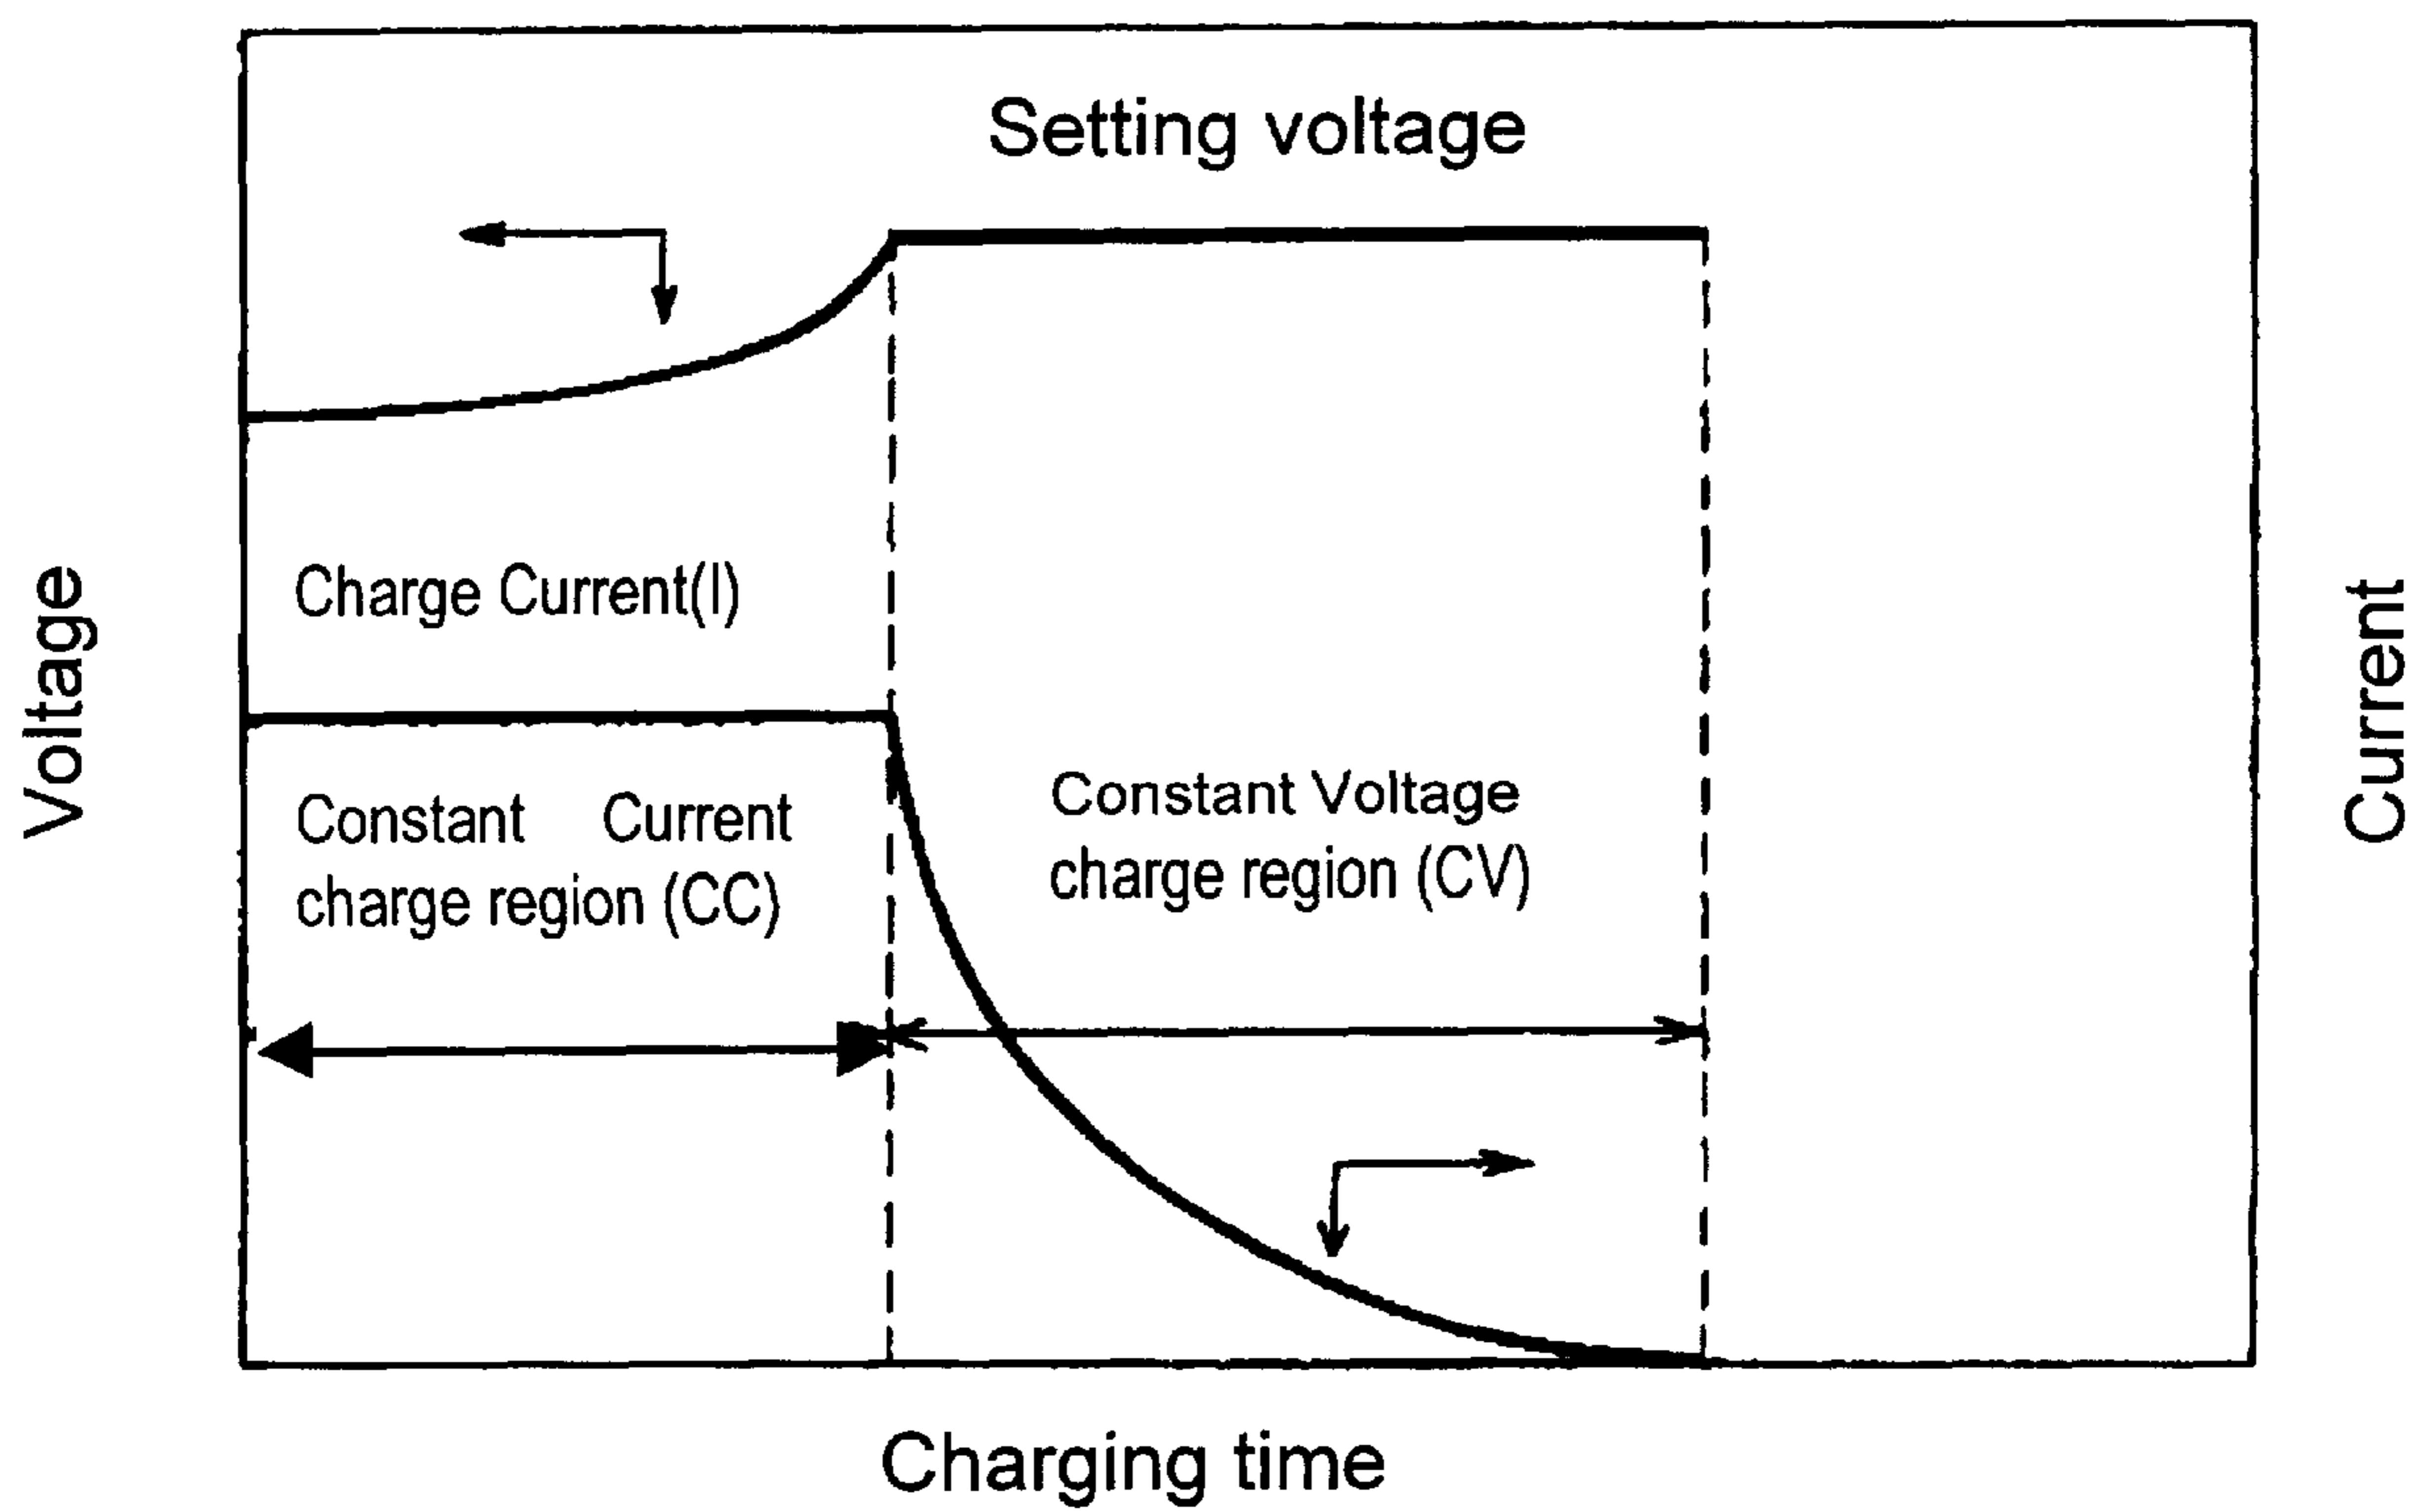 Setting voltage
Charge Current(I)
Voltage
Current
Constant Current
charge region (CC)
Constant Voltage
charge region (CV)
Charging time